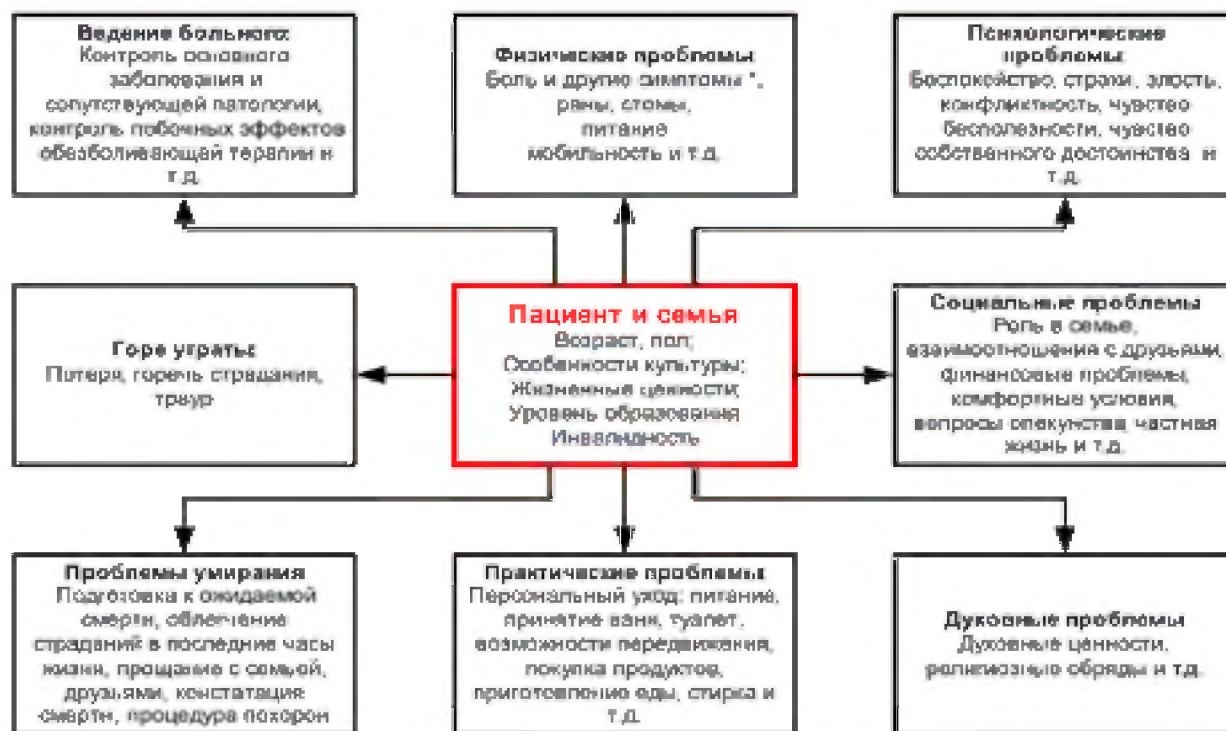 Ведение больного:
Контроль основного
заболевания и
сопутствующей патологии,
контроль побочных эффектов
обезболивающей терапии и
т.д.
Физические проблемы
Боль и другие симптомы *,
раны, стомы,
питание
мобильность и т.д.
Психологические
проблемы
Беспокойство, страхи, злость,
конфликтность, чувство
бесполезности, чувство
собственного достоинства и
т.д.
Горе утраты:
Потеря, горечь страдания,
траур
Пациент и семья
Возраст, пол;
Особенности культуры;
Жизненные ценности;
Уровень образования
Инвалидность
Социальные проблемы
Роль в семье,
взаимоотношения с друзьями,
финансовые проблемы,
комфортные условия,
вопросы опекунства, частная
жизнь и т.д.
Проблемы умирания
Подготовка к ожидаемой
смерти, облегчение
страданий в последние часы
жизни, прощание с семьей,
друзьями, констатация
смерти, процедура похорон
Практические проблемы:
Персональный уход: питание,
принятие ванн, туалет,
возможности передвижения,
покупка продуктов,
приготовление еды, стирка и
т.д.
Духовные проблемы
Духовные ценности,
религиозные обряды и т.д.